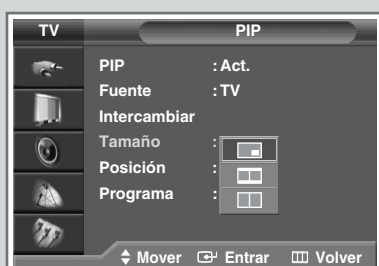 TV PIP
PIP : Act.
Fuente : TV
Intercambiar
Tamaño :
Posición :
Programa :
Mover Entrar Volver